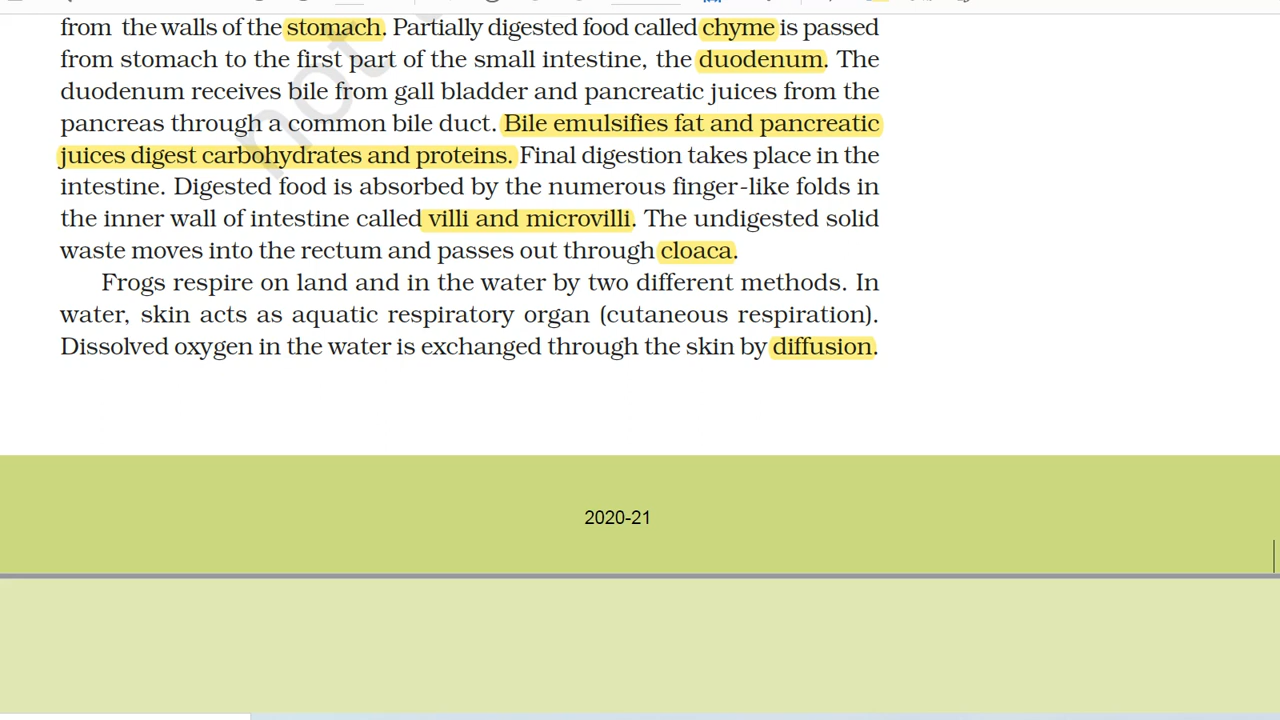 from the walls of the stomach. Partially digested food called chyme is passed
from stomach to the first part of the small intestine, the duodenum. The
duodenum receives bile from gall bladder and pancreatic juices from the
pancreas through a common bile duct. Bile emulsifies fat and pancreatic
juices digest carbohydrates and proteins. Final digestion takes place in the
intestine. Digested food is absorbed by the numerous finger-like folds in
the inner wall of intestine called villi and microvilli. The undigested solid
waste moves into the rectum and passes out through cloaca.
Frogs respire on land and in the water by two different methods. In
water, skin acts as aquatic respiratory organ (cutaneous respiration).
Dissolved oxygen in the water is exchanged through the skin by diffusion.
not
2020-21